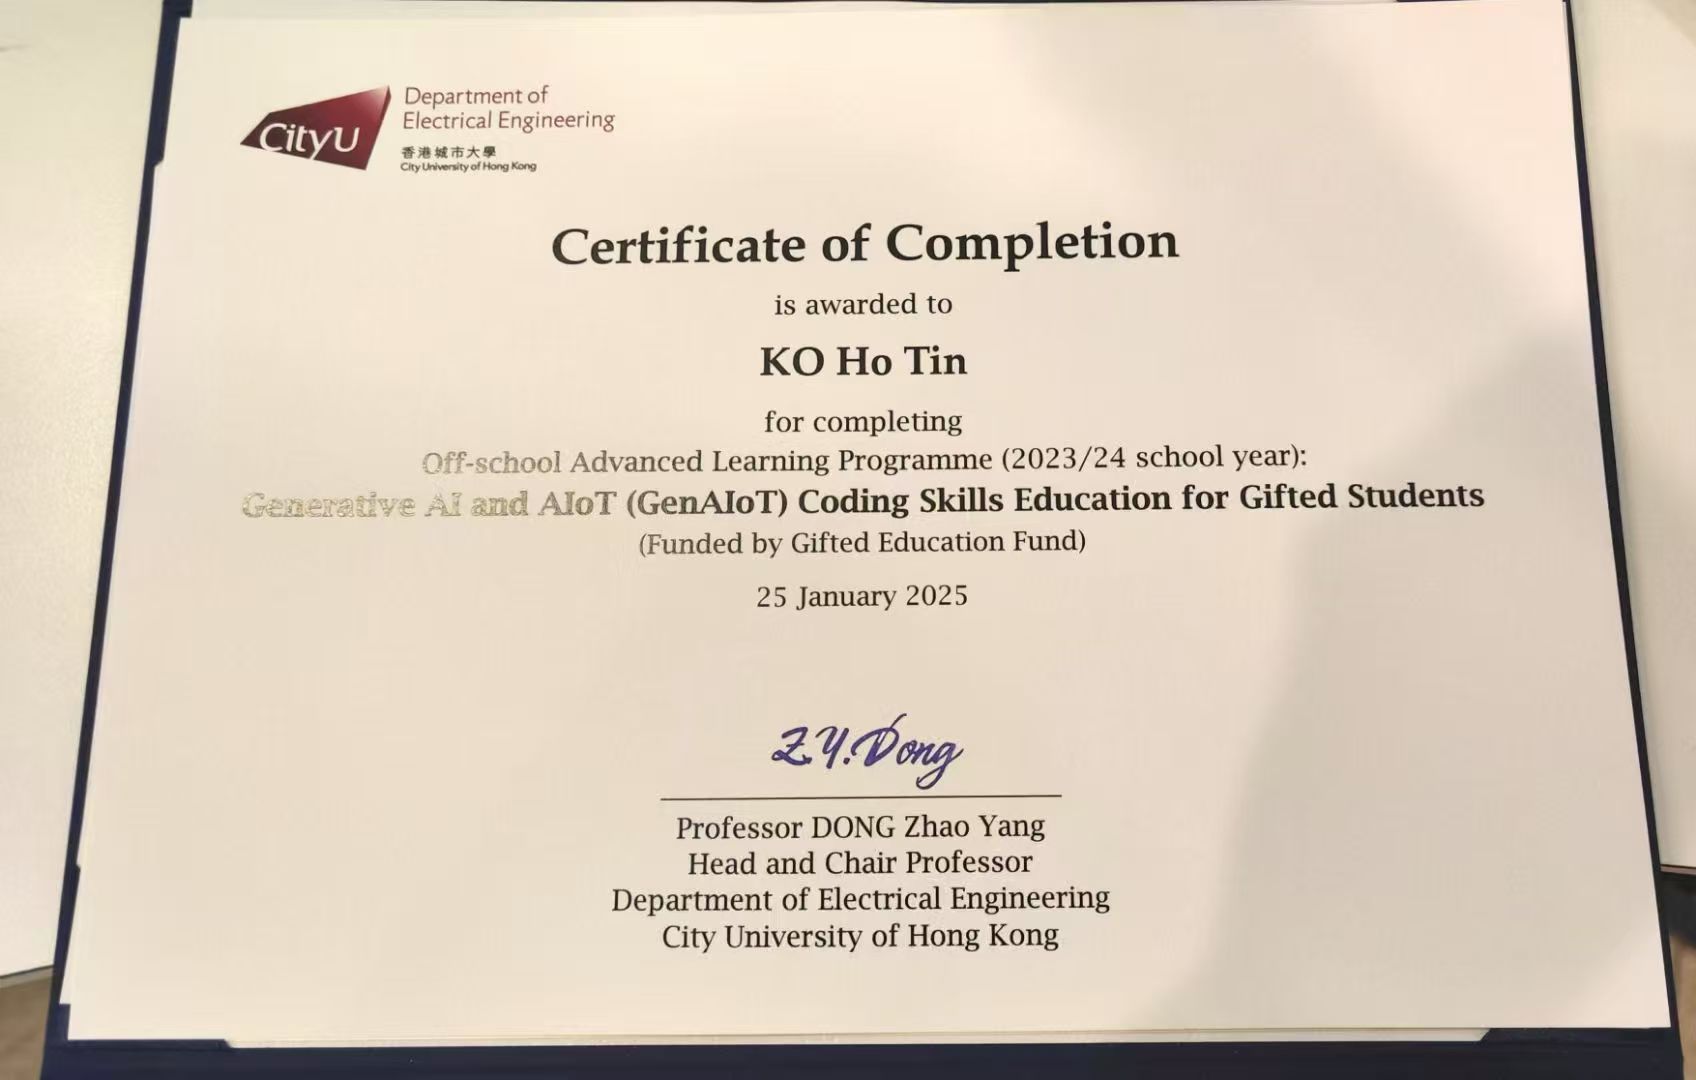 CityU
Department of
Electrical Engineering
香港城市大學
City University of Hong Kong
Certificate of Completion
is awarded to
KO Ho Tin
for completing
Off-school Advanced Learning Programme (2023/24 school year):
Generative AI and AIoT (GenAIoT) Coding Skills Education for Gifted Students
(Funded by Gifted Education Fund)
25 January 2025
Z.Y. Dong
Professor DONG Zhao Yang
Head and Chair Professor
Department of Electrical Engineering
City University of Hong Kong